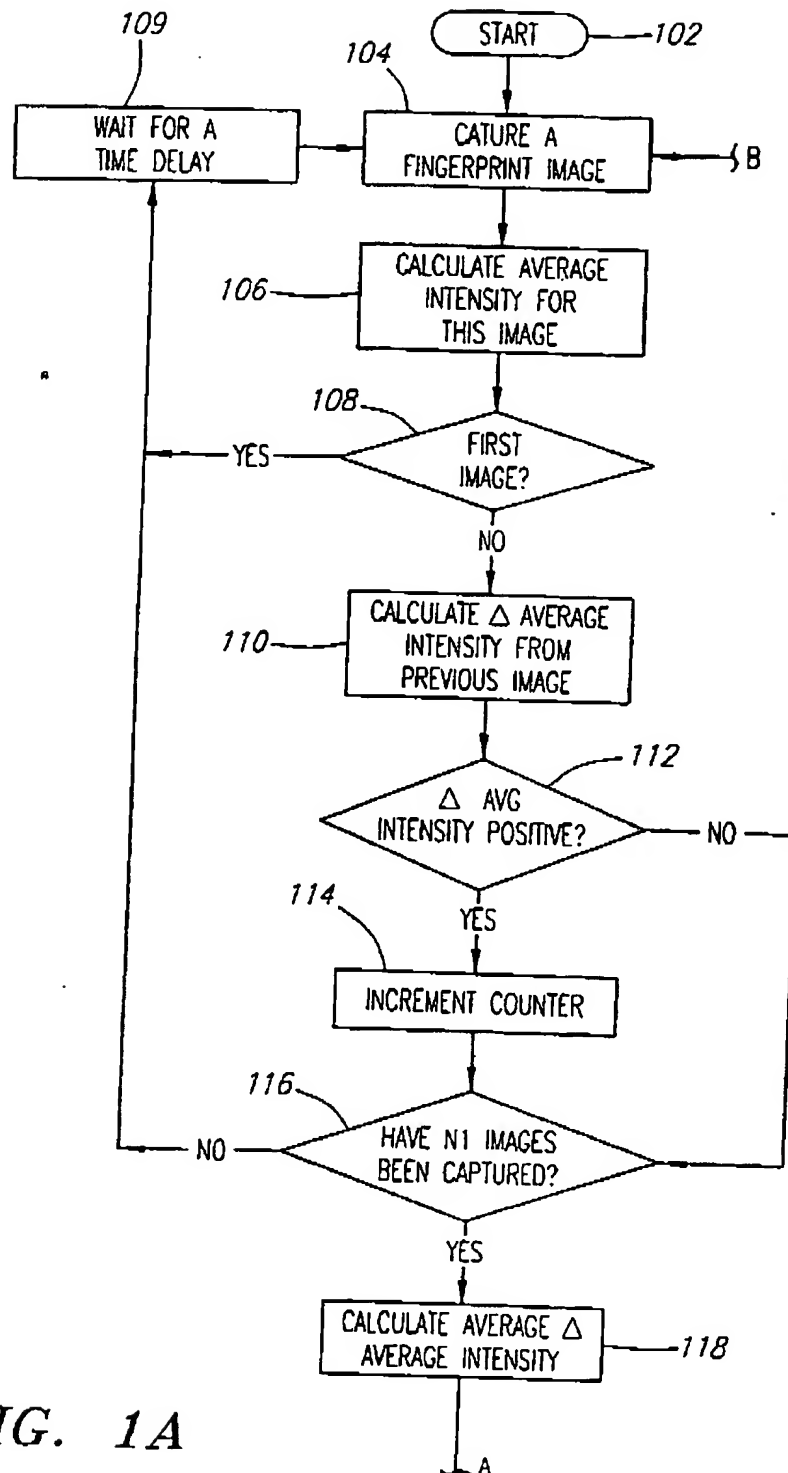 109
START
102
104
WAIT FOR A
TIME DELAY
CATURE A
FINGERPRINT IMAGE
B
106
CALCULATE AVERAGE
INTENSITY FOR
THIS IMAGE
108
FIRST
IMAGE?
YES
NO
110
CALCULATE Δ AVERAGE
INTENSITY FROM
PREVIOUS IMAGE
112
Δ AVG
INTENSITY POSITIVE?
NO
114
YES
INCREMENT COUNTER
116
HAVE N1 IMAGES
BEEN CAPTURED?
NO
YES
CALCULATE AVERAGE Δ
AVERAGE INTENSITY
118
IG. 1A
A